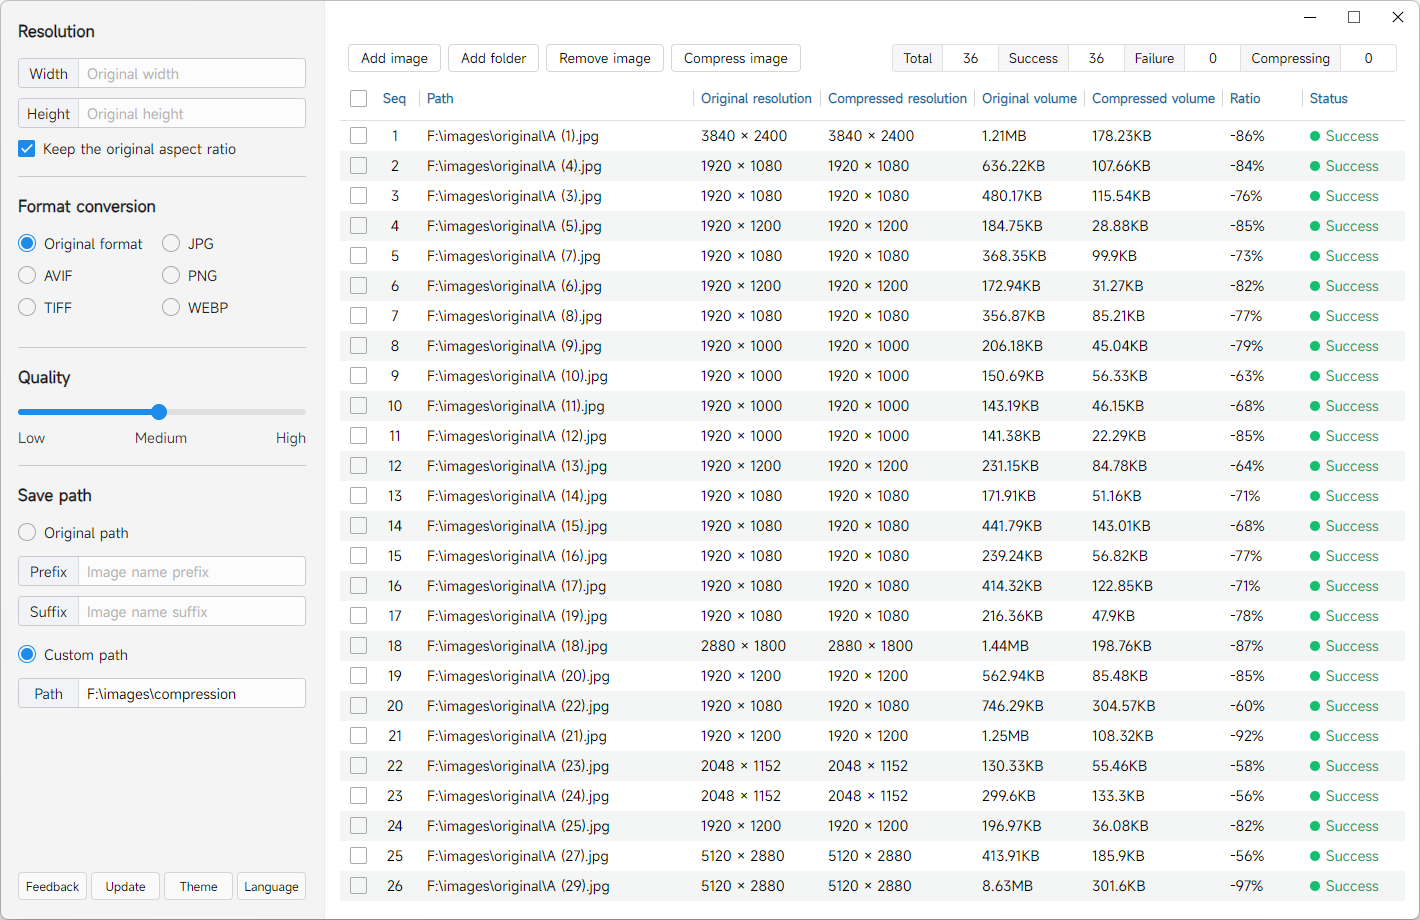 Resolution
Width Original width
Height Original height
Keep the original aspect ratio
Format conversion
Original format JPG
AVIF PNG
TIFF WEBP
Quality
Low Medium High
Save path
Original path
Prefix Image name prefix
Suffix Image name suffix
Custom path
Path F:\images\compression
Feedback Update Theme Language
Add image Add folder Remove image Compress image Total 36 Success 36 Failure 0 Compressing 0
Seq Path Original resolution Compressed resolution Original volume Compressed volume Ratio Status
1 F:\images\original\A (1).jpg 3840 × 2400 3840 × 2400 1.21MB 178.23KB -86% Success
2 F:\images\original\A (4).jpg 1920 × 1080 1920 × 1080 636.22KB 107.66KB -84% Success
3 F:\images\original\A (3).jpg 1920 × 1080 1920 × 1080 480.17KB 115.54KB -76% Success
4 F:\images\original\A (5).jpg 1920 × 1200 1920 × 1200 184.75KB 28.88KB -85% Success
5 F:\images\original\A (7).jpg 1920 × 1080 1920 × 1080 368.35KB 99.9KB -73% Success
6 F:\images\original\A (6).jpg 1920 × 1200 1920 × 1200 172.94KB 31.27KB -82% Success
7 F:\images\original\A (8).jpg 1920 × 1080 1920 × 1080 356.87KB 85.21KB -77% Success
8 F:\images\original\A (9).jpg 1920 × 1000 1920 × 1000 206.18KB 45.04KB -79% Success
9 F:\images\original\A (10).jpg 1920 × 1000 1920 × 1000 150.69KB 56.33KB -63% Success
10 F:\images\original\A (11).jpg 1920 × 1000 1920 × 1000 143.19KB 46.15KB -68% Success
11 F:\images\original\A (12).jpg 1920 × 1000 1920 × 1000 141.38KB 22.29KB -85% Success
12 F:\images\original\A (13).jpg 1920 × 1200 1920 × 1200 231.15KB 84.78KB -64% Success
13 F:\images\original\A (14).jpg 1920 × 1080 1920 × 1080 171.91KB 51.16KB -71% Success
14 F:\images\original\A (15).jpg 1920 × 1080 1920 × 1080 441.79KB 143.01KB -68% Success
15 F:\images\original\A (16).jpg 1920 × 1080 1920 × 1080 239.24KB 56.82KB -77% Success
16 F:\images\original\A (17).jpg 1920 × 1080 1920 × 1080 414.32KB 122.85KB -71% Success
17 F:\images\original\A (19).jpg 1920 × 1080 1920 × 1080 216.36KB 47.9KB -78% Success
18 F:\images\original\A (18).jpg 2880 × 1800 2880 × 1800 1.44MB 198.76KB -87% Success
19 F:\images\original\A (20).jpg 1920 × 1200 1920 × 1200 562.94KB 85.48KB -85% Success
20 F:\images\original\A (22).jpg 1920 × 1080 1920 × 1080 746.29KB 304.57KB -60% Success
21 F:\images\original\A (21).jpg 1920 × 1200 1920 × 1200 1.25MB 108.32KB -92% Success
22 F:\images\original\A (23).jpg 2048 × 1152 2048 × 1152 130.33KB 55.46KB -58% Success
23 F:\images\original\A (24).jpg 2048 × 1152 2048 × 1152 299.6KB 133.3KB -56% Success
24 F:\images\original\A (25).jpg 1920 × 1200 1920 × 1200 196.97KB 36.08KB -82% Success
25 F:\images\original\A (27).jpg 5120 × 2880 5120 × 2880 413.91KB 185.9KB -56% Success
26 F:\images\original\A (29).jpg 5120 × 2880 5120 × 2880 8.63MB 301.6KB -97% Success